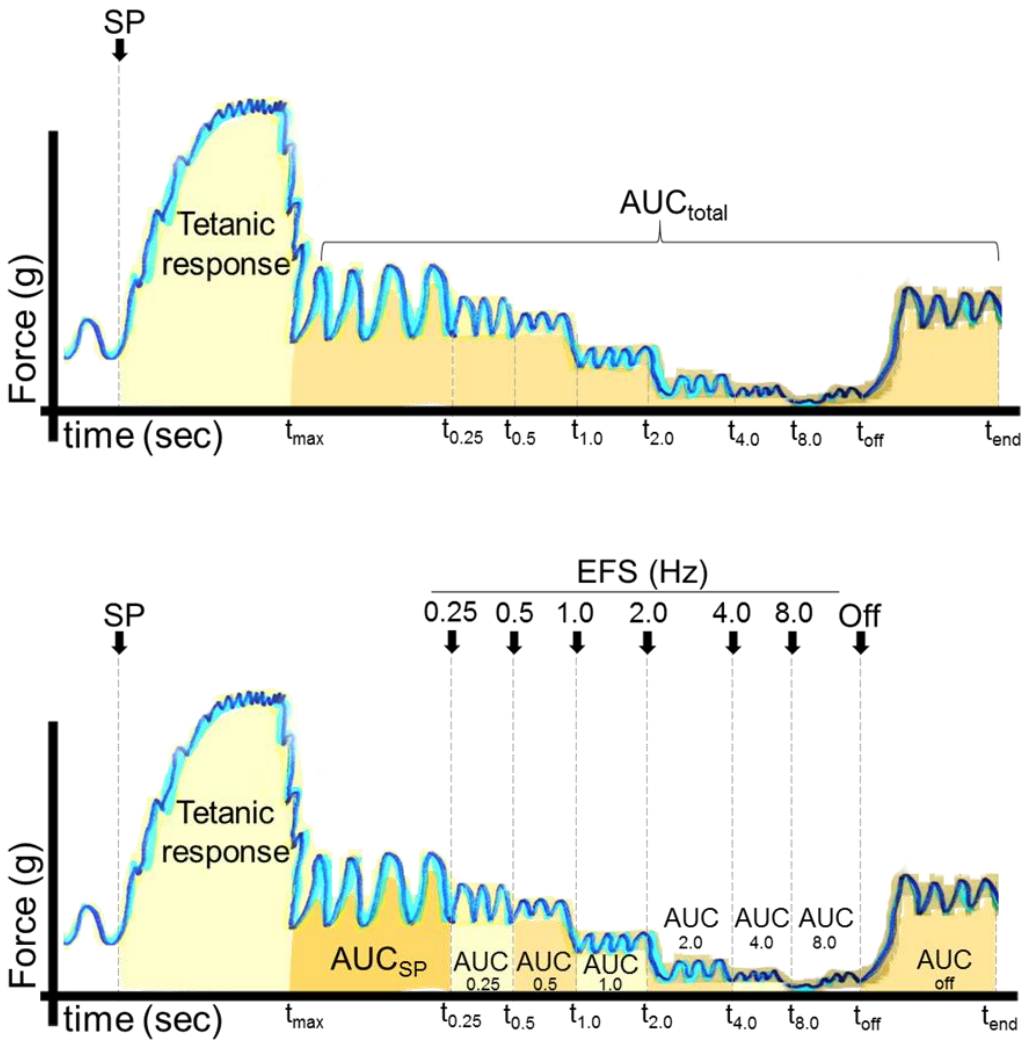 SP
AUCtotal
Tetanic
response
Force (g)
time (sec) tmax t0.25 t0.5 t1.0 t2.0 t4.0 t8.0 toff tend
EFS (Hz)
SP 0.25 0.5 1.0 2.0 4.0 8.0 Off
Tetanic
response
Force (g)
AUC AUC AUC
2.0 4.0 8.0
AUCSP AUC AUC AUC AUC
0.25 0.5 1.0 off
time (sec) tmax t0.25 t0.5 t1.0 t2.0 t4.0 t8.0 toff tend